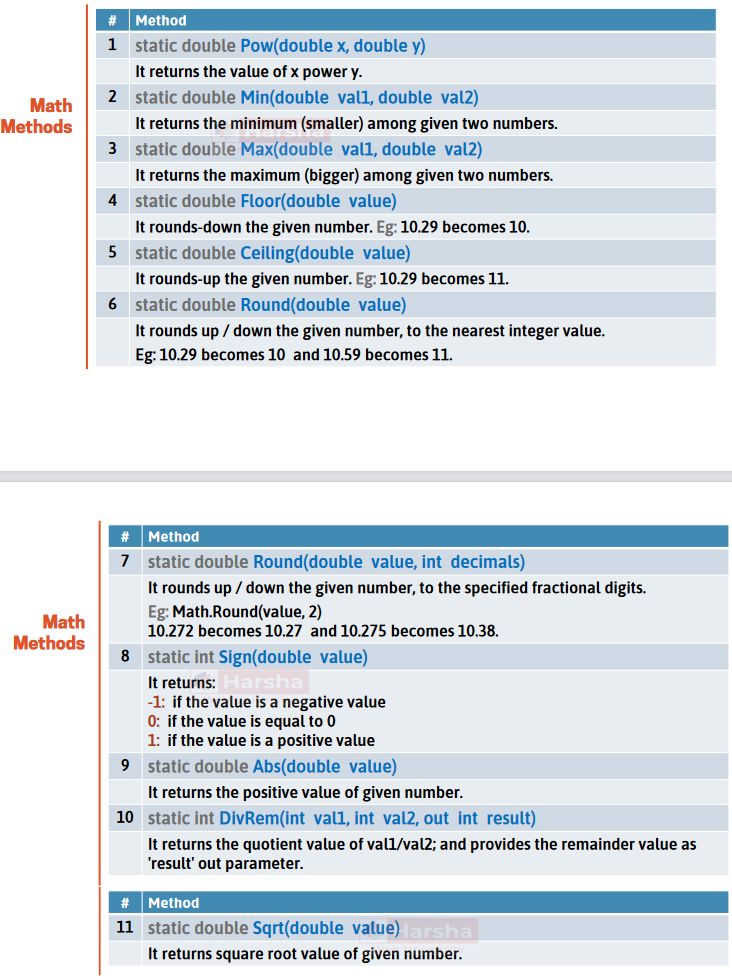 # Method
1 static double Pow(double x, double y)
It returns the value of x power y.
2 static double Min(double val1, double val2)
Math
Methods
It returns the minimum (smaller) among given two numbers.
Harsha
3 static double Max(double val1, double val2)
It returns the maximum (bigger) among given two numbers.
4 static double Floor(double value)
It rounds-down the given number. Eg: 10.29 becomes 10.
5 static double Ceiling(double value)
It rounds-up the given number. Eg: 10.29 becomes 11.
6 static double Round(double value)
It rounds up / down the given number, to the nearest integer value.
Eg: 10.29 becomes 10 and 10.59 becomes 11.
# Method
7 static double Round(double value, int decimals)
It rounds up / down the given number, to the specified fractional digits.
Eg: Math.Round(value, 2)
10.272 becomes 10.27 and 10.275 becomes 10.38.
Math
Methods
8 static int Sign(double value)
It returns:
Harsha
-1: if the value is a negative value
0: if the value is equal to 0
1: if the value is a positive value
9 static double Abs(double value)
It returns the positive value of given number.
10 static int DivRem(int val1, int val2, out int result)
It returns the quotient value of val1/val2; and provides the remainder value as
'result' out parameter.
# Method
11 static double Sqrt(double value)
Harsha
It returns square root value of given number.